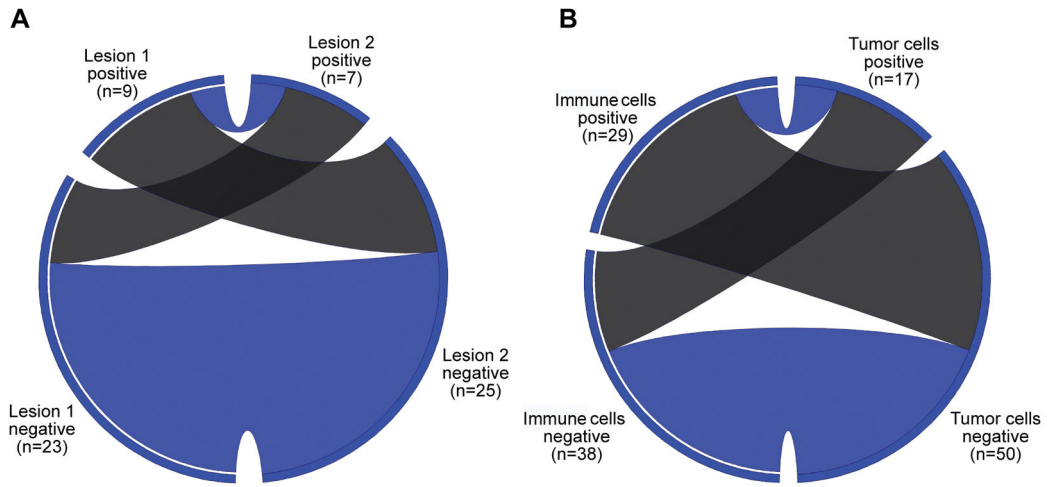 A
Lesion 1
positive
(n=9)
Lesion 2
positive
(n=7)
Lesion 1
negative
(n=23)
Lesion 2
negative
(n=25)
B
Immune cells
positive
(n=29)
Tumor cells
positive
(n=17)
Immune cells
negative
(n=38)
Tumor cells
negative
(n=50)